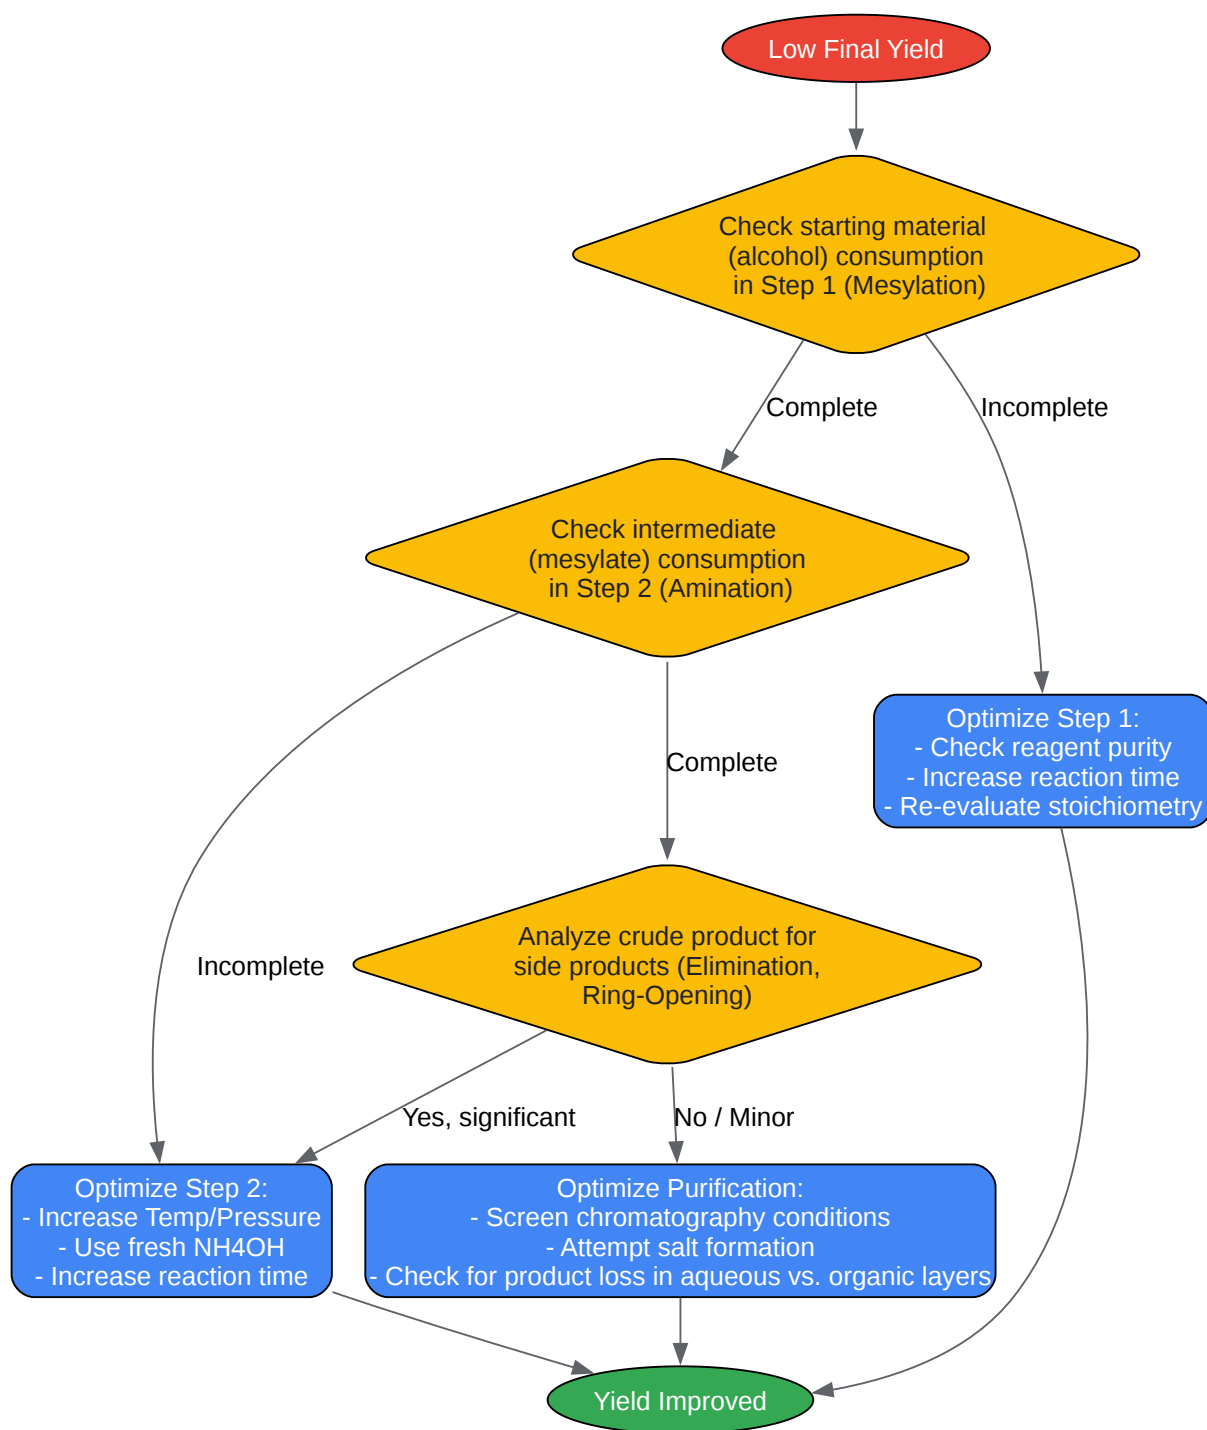 Low Final Yield
Check starting material
(alcohol) consumption
in Step 1 (Mesylation)
Complete
Incomplete
Check intermediate
(mesylate) consumption
in Step 2 (Amination)
Optimize Step 1:
- Check reagent purity
- Increase reaction time
- Re-evaluate stoichiometry
Complete
Analyze crude product for
side products (Elimination,
Ring-Opening)
Incomplete
Yes, significant
No / Minor
Optimize Step 2:
- Increase Temp/Pressure
- Use fresh NH4OH
- Increase reaction time
Optimize Purification:
- Screen chromatography conditions
- Attempt salt formation
- Check for product loss in aqueous vs. organic layers
Yield Improved